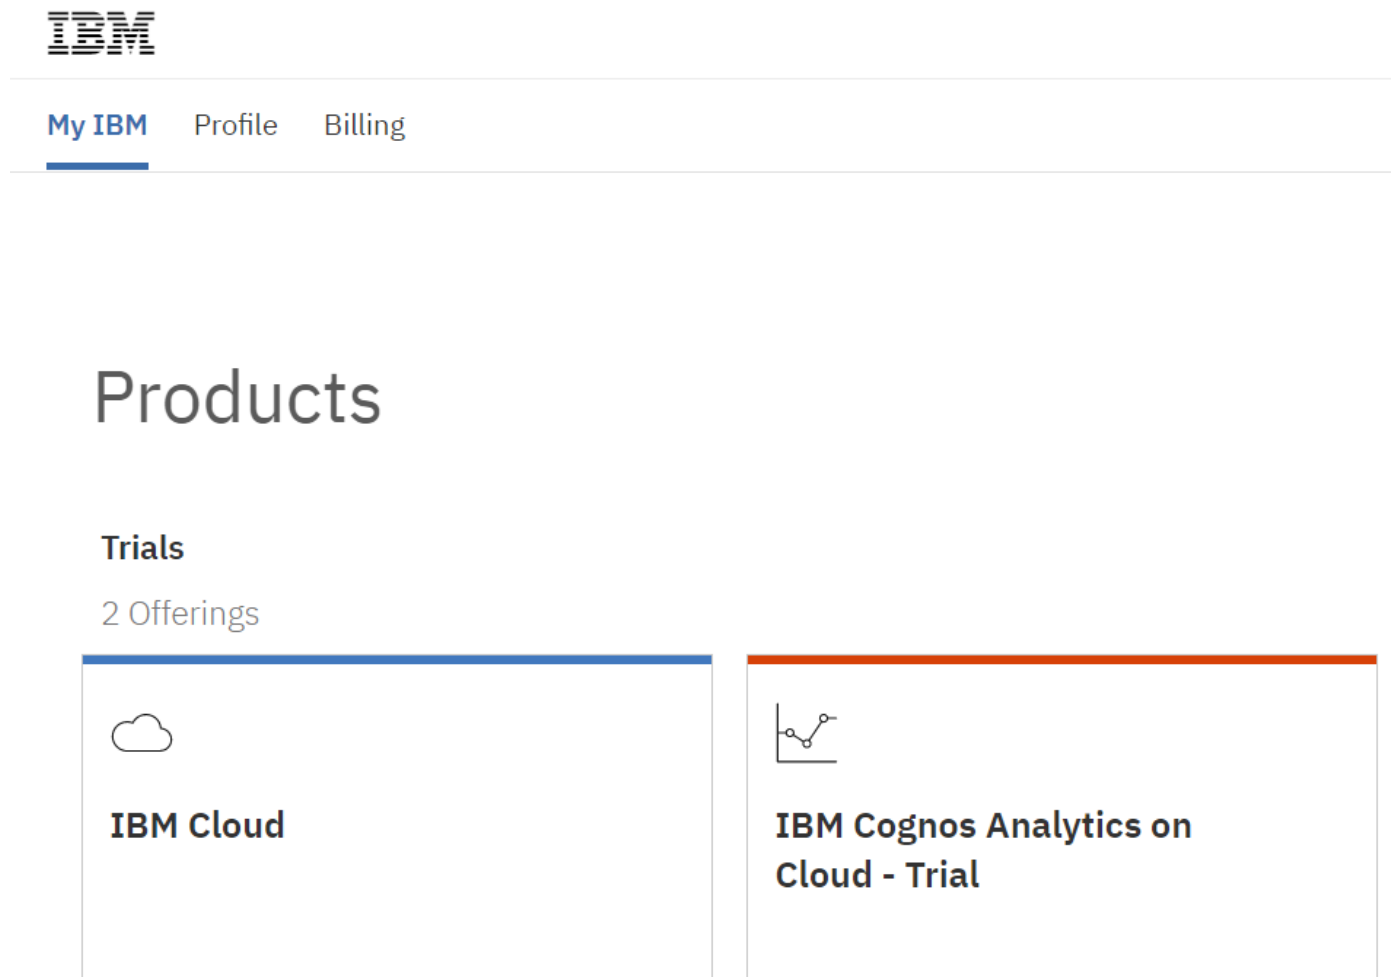 IBM
My IBM Profile Billing
Products
Trials
2 Offerings
IBM Cloud
IBM Cognos Analytics on
Cloud - Trial